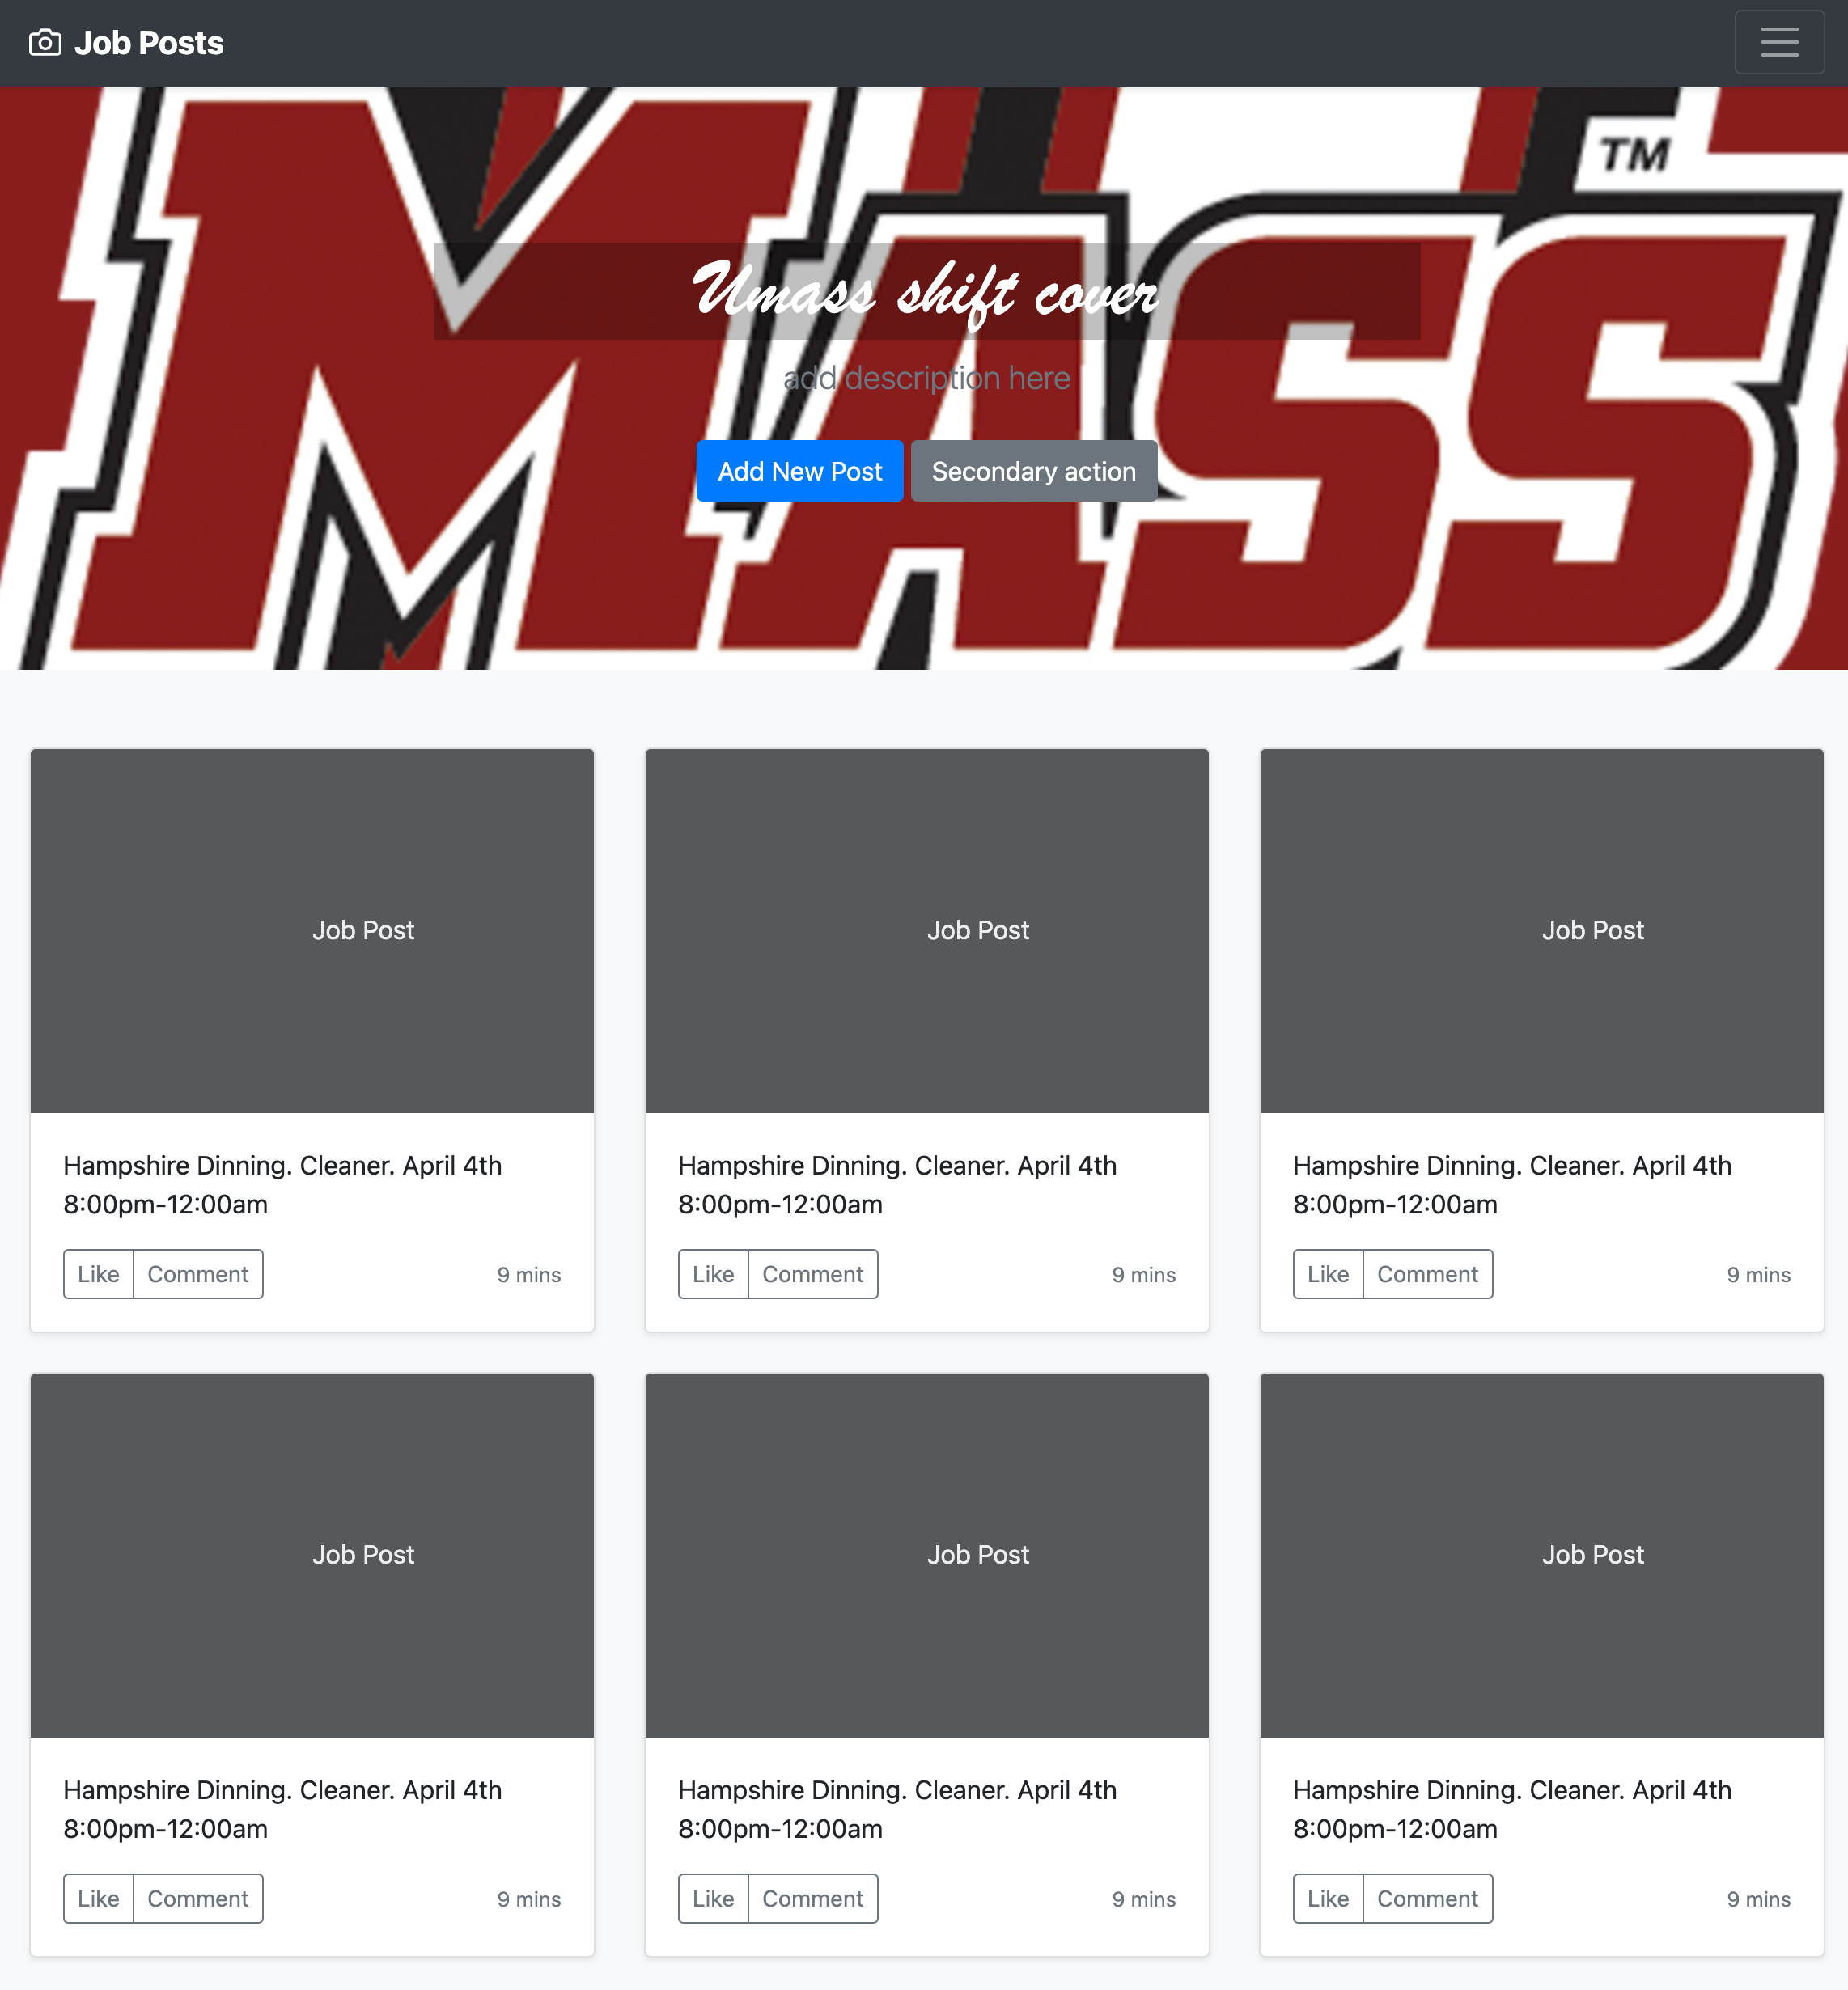 Job Posts
MASS
TM
Umass shift cover
add description here
Add New Post Secondary action
Job Post Job Post Job Post
Hampshire Dinning. Cleaner. April 4th Hampshire Dinning. Cleaner. April 4th Hampshire Dinning. Cleaner. April 4th
8:00pm-12:00am 8:00pm-12:00am 8:00pm-12:00am
Like Comment 9 mins Like Comment 9 mins Like Comment 9 mins
Job Post Job Post Job Post
Hampshire Dinning. Cleaner. April 4th Hampshire Dinning. Cleaner. April 4th Hampshire Dinning. Cleaner. April 4th
8:00pm-12:00am 8:00pm-12:00am 8:00pm-12:00am
Like Comment 9 mins Like Comment 9 mins Like Comment 9 mins